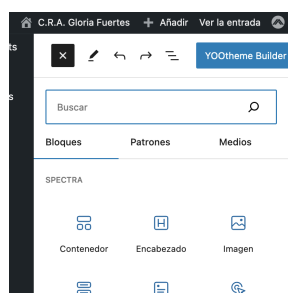 C.R.A. Gloria Fuertes + Añadir Ver la entrada
ts
YOOtheme Builder
s
Buscar
Bloques Patrones Medios
SPECTRA
Contenedor Encabezado Imagen